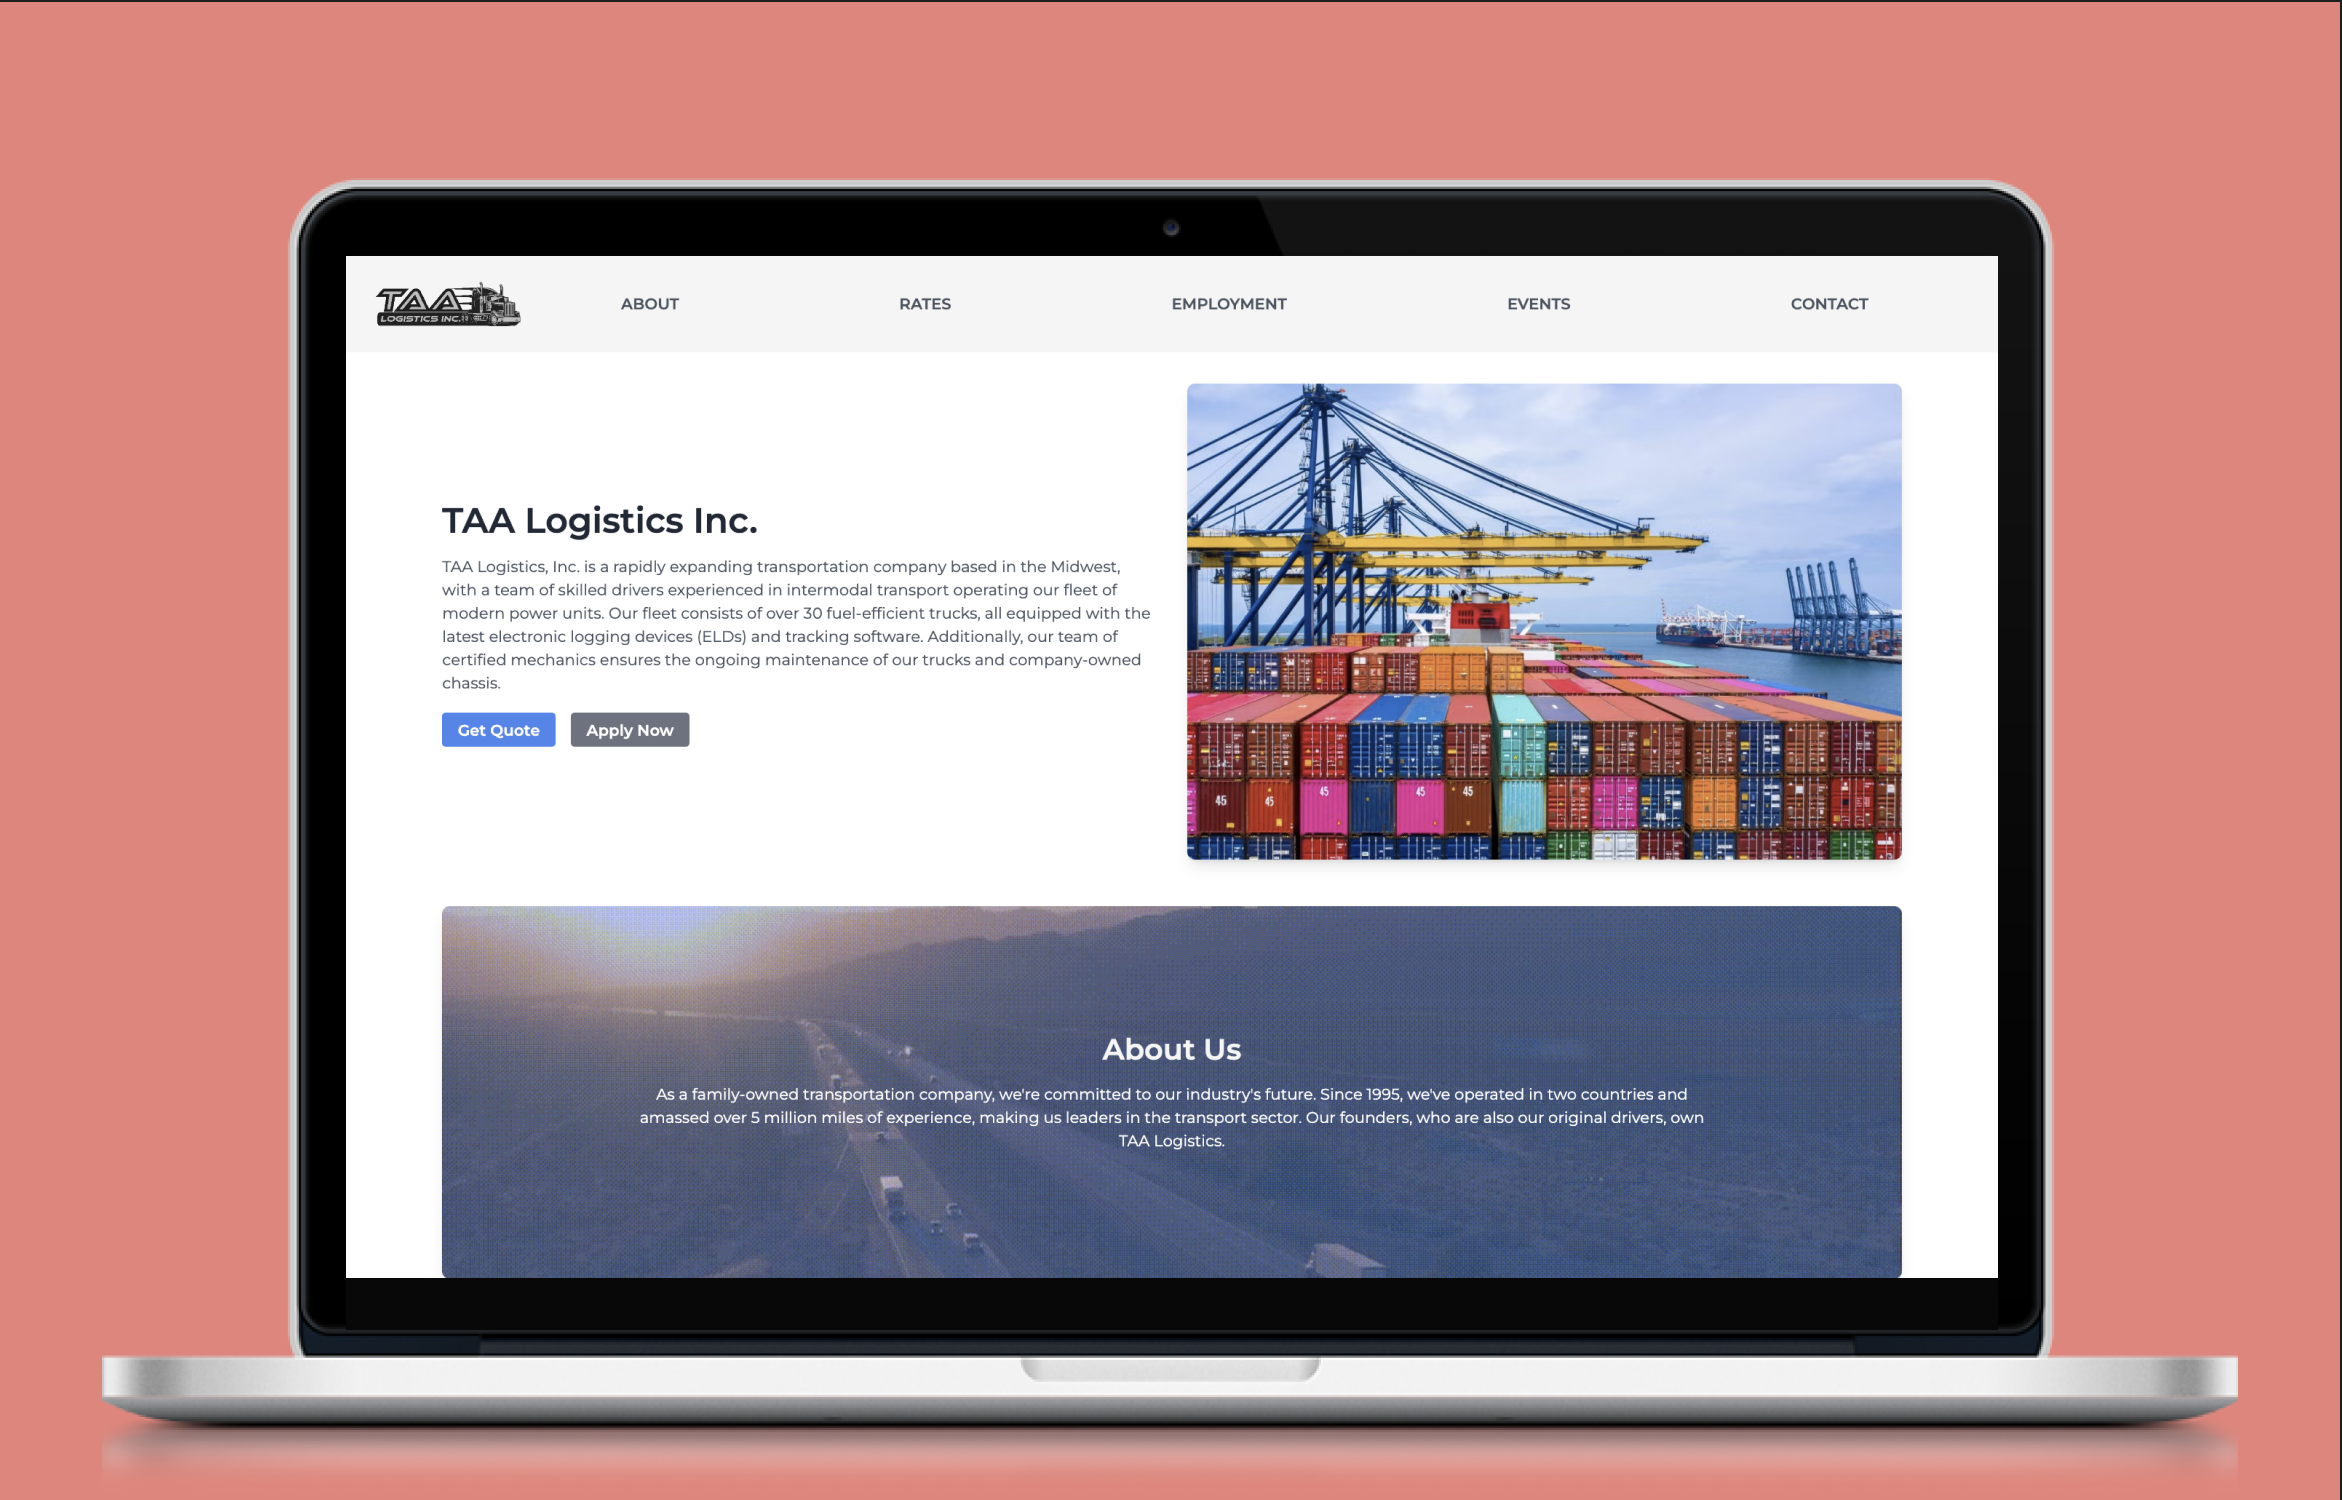 TAA
LOGISTICS INC.
ABOUT
RATES
EMPLOYMENT
EVENTS
CONTACT
TAA Logistics Inc.
TAA Logistics, Inc. is a rapidly expanding transportation company based in the Midwest,
with a team of skilled drivers experienced in intermodal transport operating our fleet of
modern power units. Our fleet consists of over 30 fuel-efficient trucks, all equipped with the
latest electronic logging devices (ELDs) and tracking software. Additionally, our team of
certified mechanics ensures the ongoing maintenance of our trucks and company-owned
chassis.
Get Quote
Apply Now
45
45
45
45
45
About Us
As a family-owned transportation company, we're committed to our industry's future. Since 1995, we've operated in two countries and
amassed over 5 million miles of experience, making us leaders in the transport sector. Our founders, who are also our original drivers, own
TAA Logistics.